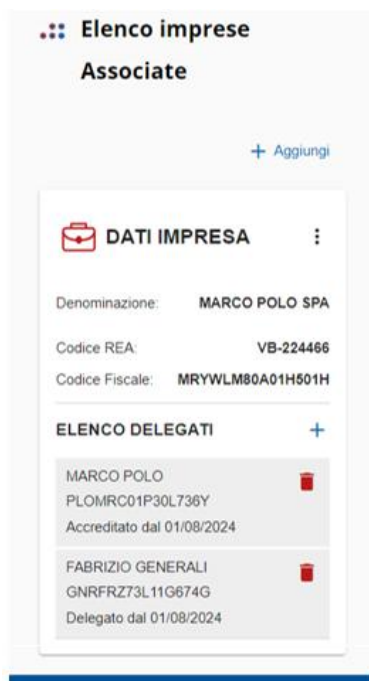 Elenco imprese
Associate
+ Aggiungi
DATI IMPRESA
Denominazione: MARCO POLO SPA
Codice REA: VB-224466
Codice Fiscale: MRYWLM80A01H501H
ELENCO DELEGATI +
MARCO POLO
PLOMRC01P30L736Y
Accreditato dal 01/08/2024
FABRIZIO GENERALI
GNRFRZ73L11G674G
Delegato dal 01/08/2024